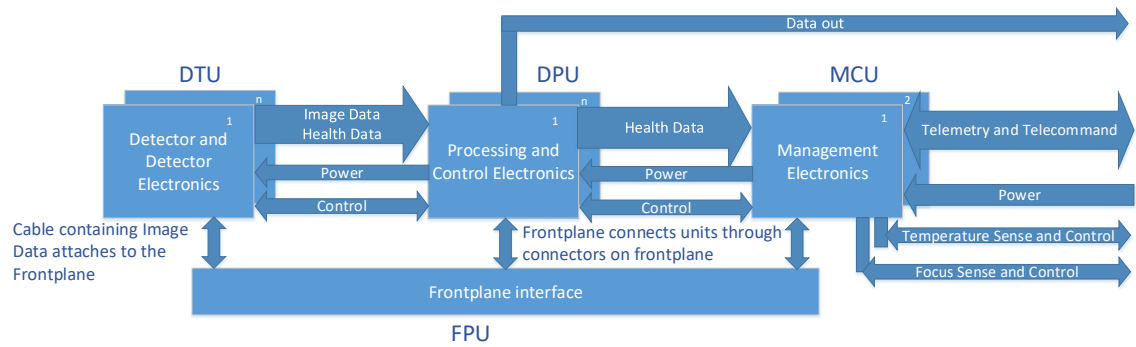 Data out
DTU
DPU
MCU
n
n
2
1
1
1
Image Data
Health Data
Health Data
Telemetry and Telecommand
Detector and
Detector
Electronics
Processing and
Control Electronics
Management
Electronics
Power
Power
Power
Control
Control
Cable containing Image
Data attaches to the
Frontplane
Frontplane connects units through
connectors on frontplane
Temperature Sense and Control
Focus Sense and Control
Frontplane interface
FPU